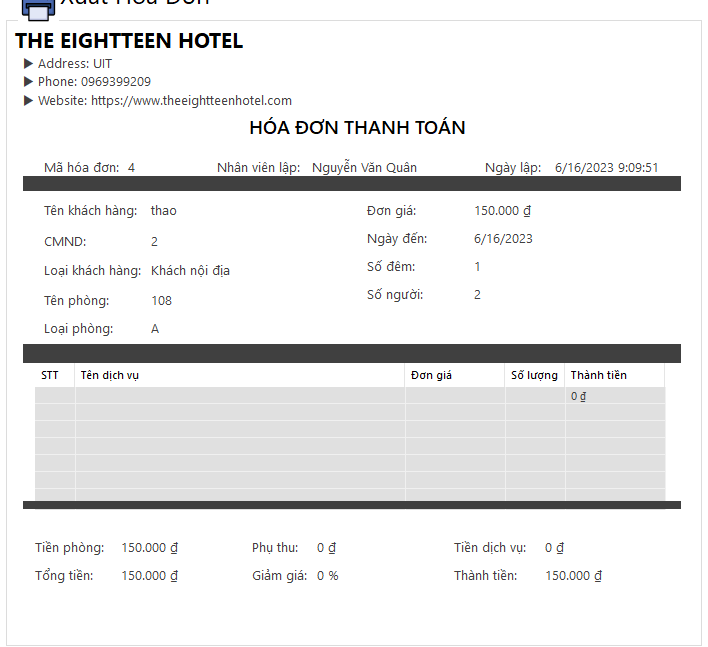 Xuất Hóa Đơn
THE EIGHTTEEN HOTEL
▶ Address: UIT
▶ Phone: 0969399209
▶ Website: https://www.theeightteenhotel.com
HÓA ĐƠN THANH TOÁN
Mã hóa đơn: 4 Nhân viên lập: Nguyễn Văn Quân Ngày lập: 6/16/2023 9:09:51
Tên khách hàng: thao Đơn giá: 150.000 ₫
CMND: 2 Ngày đến: 6/16/2023
Loại khách hàng: Khách nội địa Số đêm: 1
Tên phòng: 108 Số người: 2
Loại phòng: A
STT Tên dịch vụ Đơn giá Số lượng Thành tiền
0 ₫
Tiền phòng: 150.000 ₫ Phụ thu: 0 ₫ Tiền dịch vụ: 0 ₫
Tổng tiền: 150.000 ₫ Giảm giá: 0 % Thành tiền: 150.000 ₫